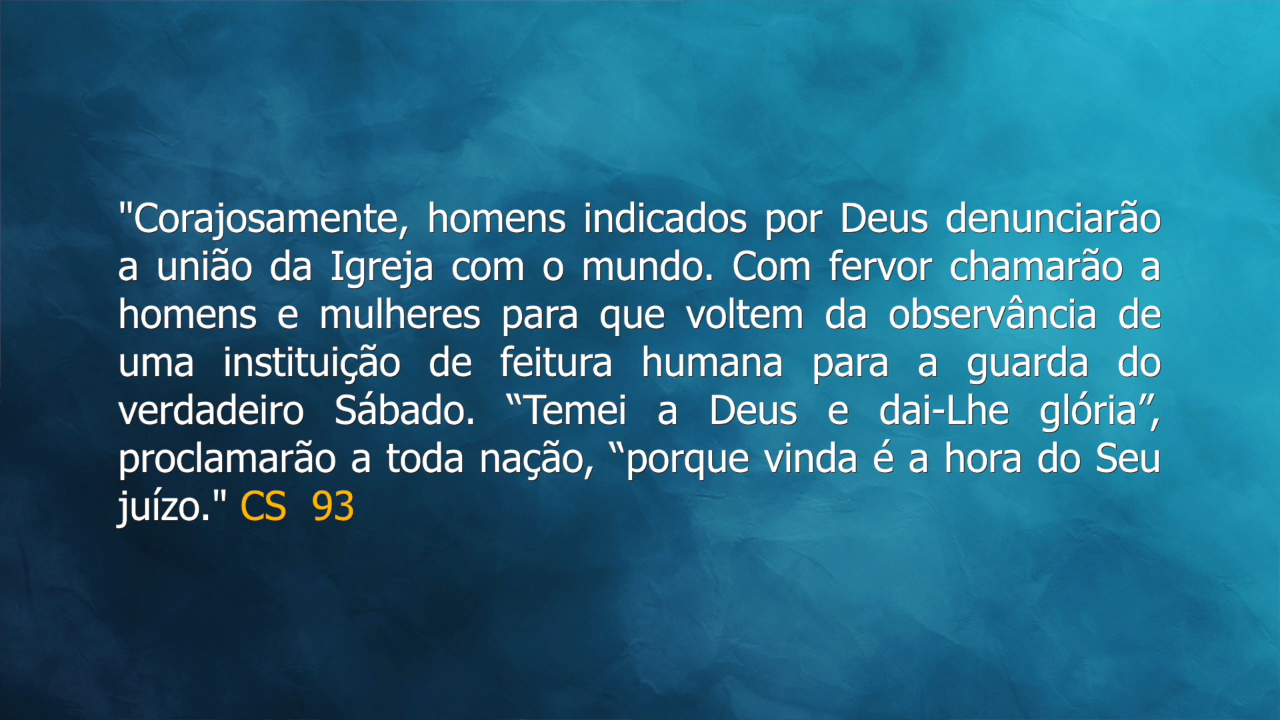 "Corajosamente, homens indicados por Deus denunciarão
a união da Igreja com o mundo. Com fervor chamarão a
homens e mulheres para que voltem da observância de
uma instituição de feitura humana para a guarda do
verdadeiro Sábado. “Temei a Deus e dai-Lhe glória”,
proclamarão a toda nação, “porque vinda é a hora do Seu
juízo." CS 93